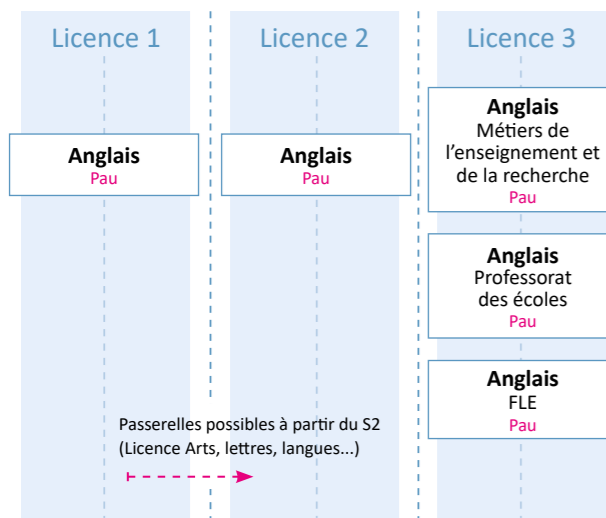 Licence 1
Licence 2
Licence 3
Anglais
Pau
Anglais
Pau
Anglais
Métiers de
l'enseignement et
de la recherche
Pau
Anglais
Professorat
des écoles
Pau
Anglais
FLE
Pau
Passerelles possibles à partir du S2
(Licence Arts, lettres, langues...)